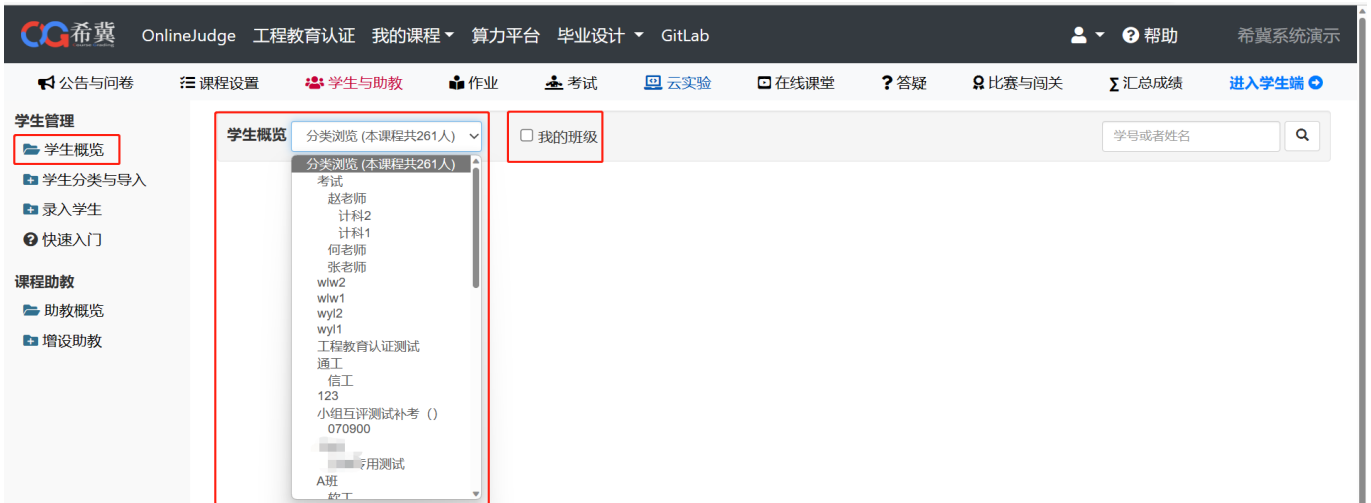 CG希冀 OnlineJudge 工程教育认证 我的课程 算力平台 毕业设计 GitLab 帮助 希冀系统演示
公告与问卷 课程设置 学生与助教 作业 考试 云实验 在线课堂 答疑 比赛与闯关 汇总成绩 进入学生端
学生管理
学生概览
学生分类与导入
录入学生
快速入门
课程助教
助教概览
增设助教
学生概览 分类浏览 (本课程共261人) 我的班级 学号或者姓名
分类浏览 (本课程共261人)
考试
赵老师
计科2
计科1
何老师
张老师
wlw2
wlw1
wyl2
wyl1
工程教育认证测试
通工
信工
123
小组互评测试补考（）
070900
专用测试
A班
软工